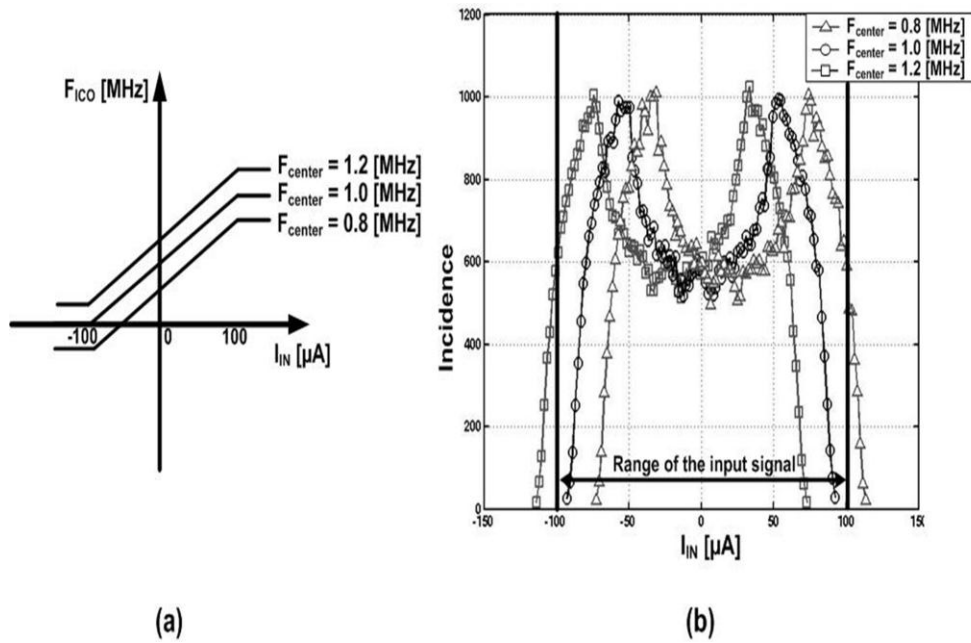 F_ICO [MHz]
F_center = 1.2 [MHz]
F_center = 1.0 [MHz]
F_center = 0.8 [MHz]
-100 0 100
I_IN [µA]
(a)
F_center = 0.8 [MHz]
F_center = 1.0 [MHz]
F_center = 1.2 [MHz]
1200
1000
800
600
400
200
0
Incidence
Range of the input signal
-150 -100 -50 0 50 100 150
I_IN [µA]
(b)